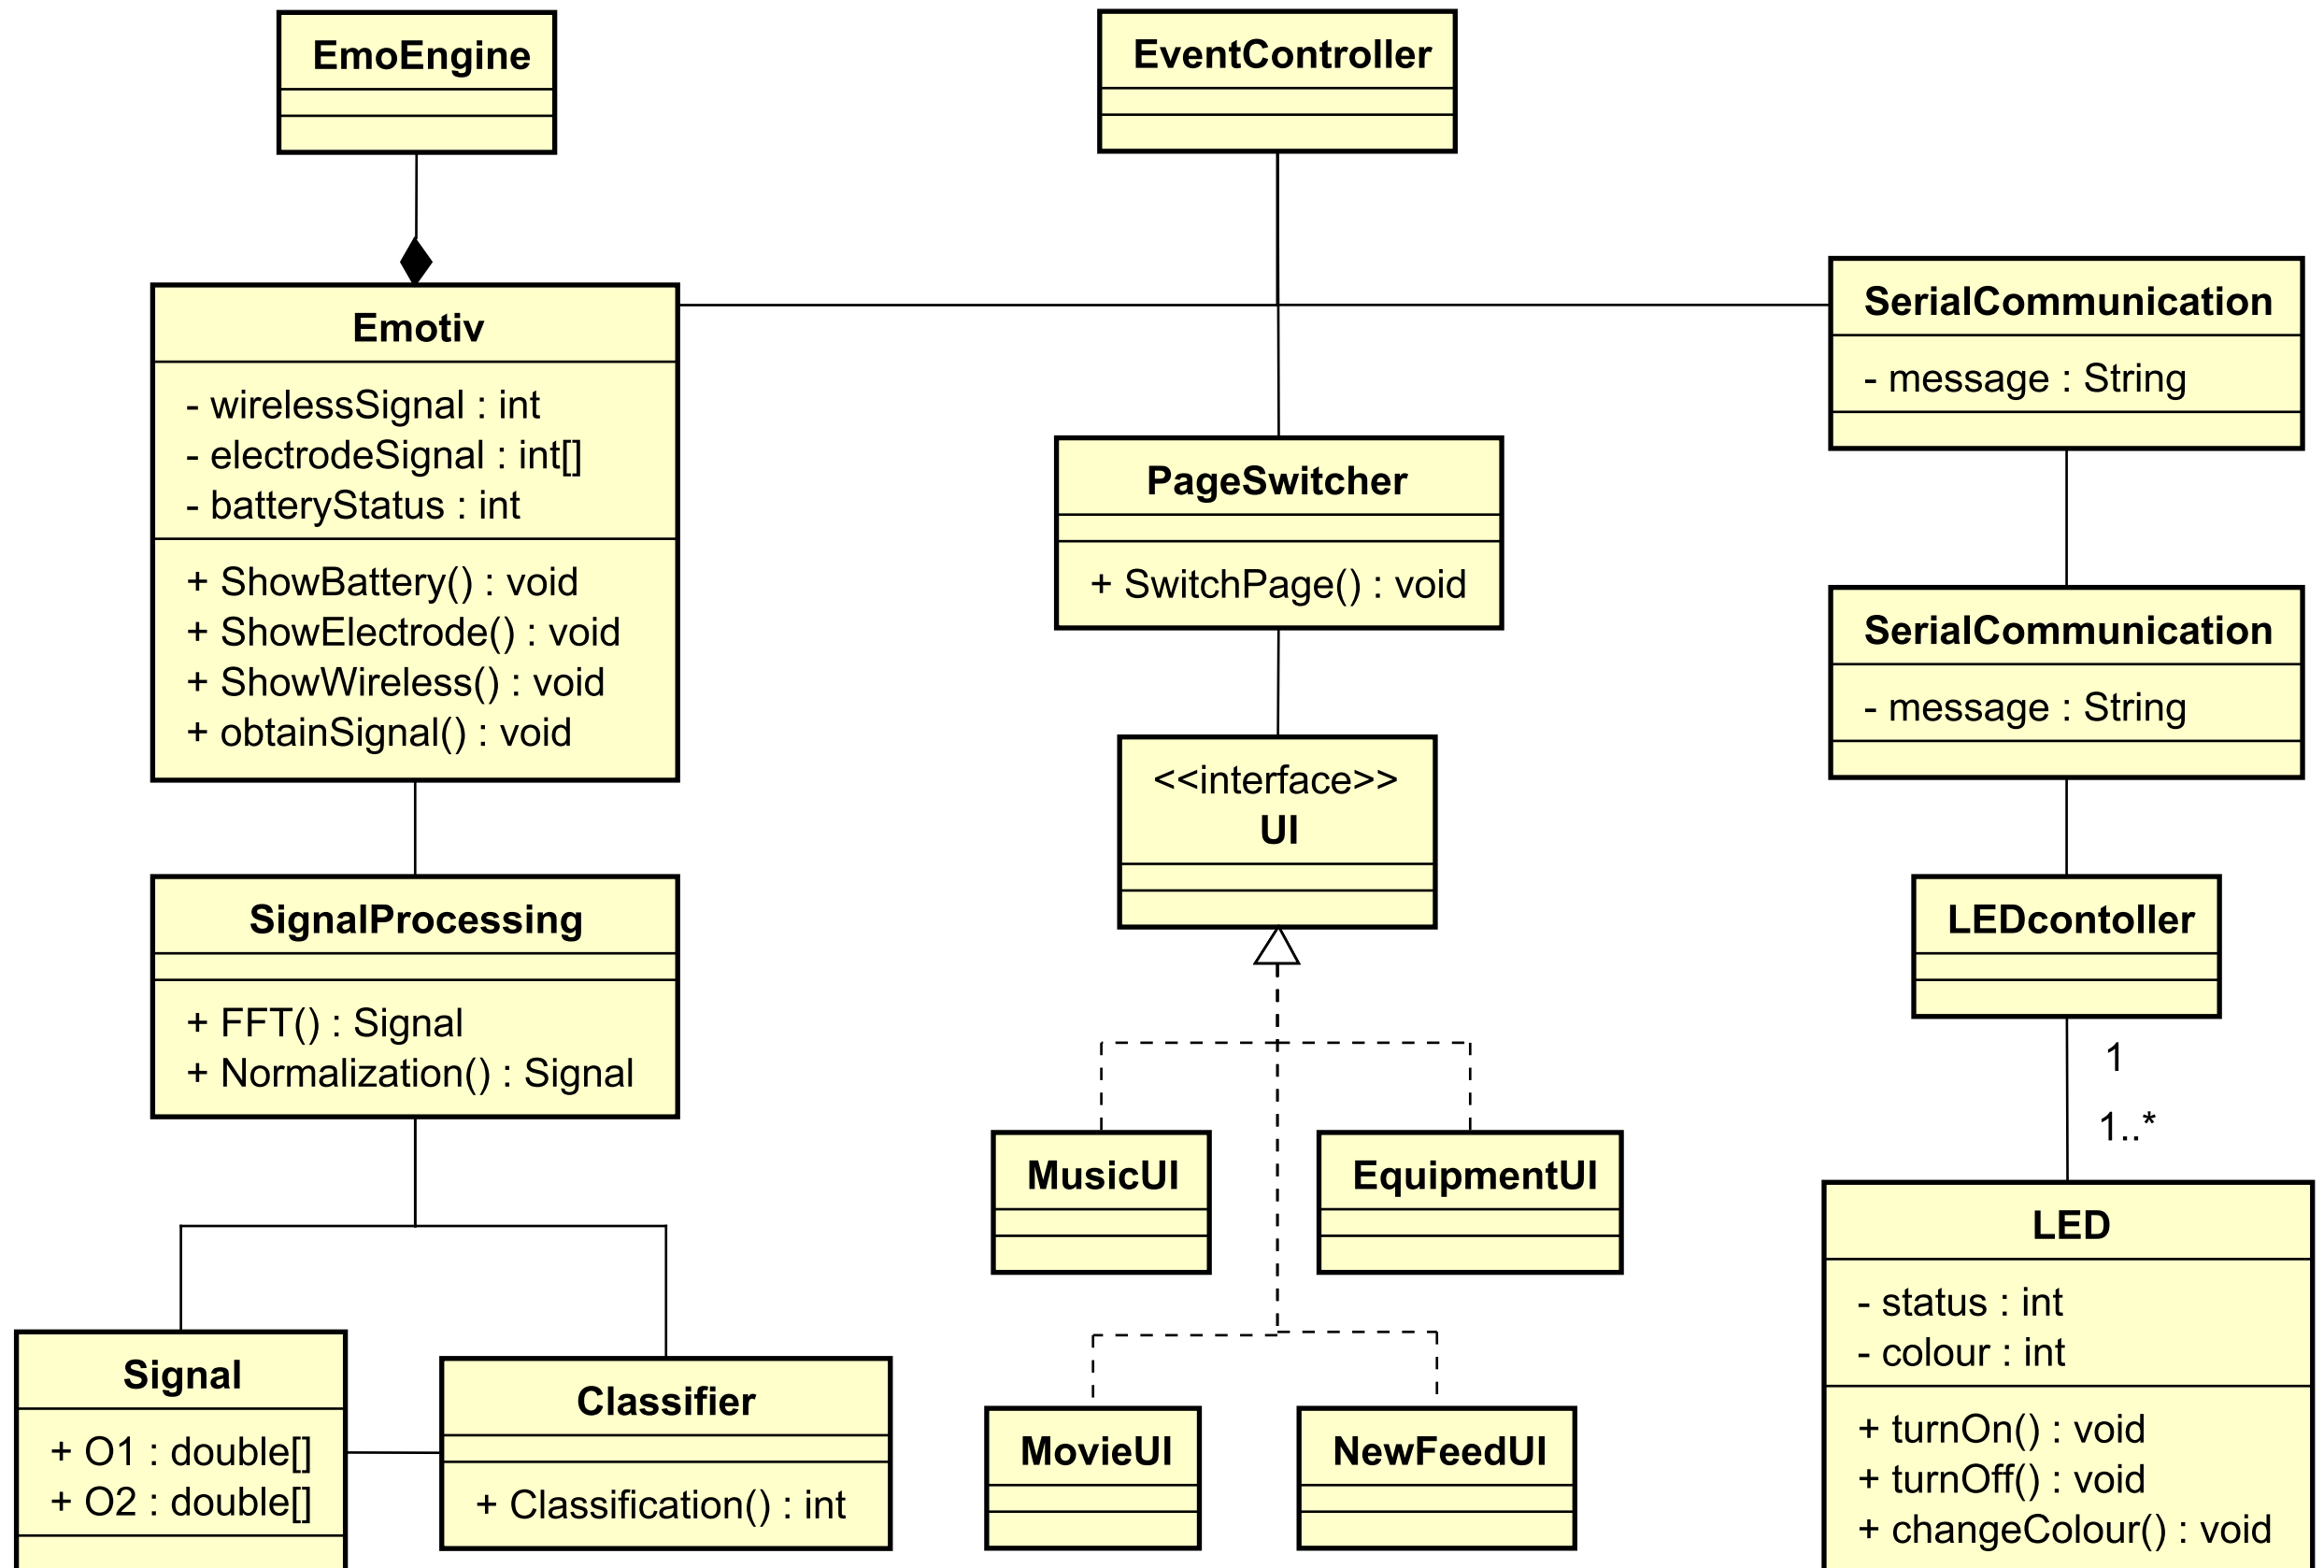 EmoEngine
EventController
Emotiv
- wirelessSignal : int
- electrodeSignal : int[]
- batteryStatus : int
+ ShowBattery() : void
+ ShowElectrode() : void
+ ShowWireless() : void
+ obtainSignal() : void
SerialCommunication
- message : String
PageSwitcher
+ SwitchPage() : void
SerialCommunication
- message : String
<<interface>>
UI
SignalProcessing
+ FFT() : Signal
+ Normalization() : Signal
LEDcontoller
1
1..*
MusicUI
EquipmentUI
LED
- status : int
- colour : int
+ turnOn() : void
+ turnOff() : void
+ changeColour() : void
Signal
+ O1 : double[]
+ O2 : double[]
Classifier
+ Classification() : int
MovieUI
NewFeedUI